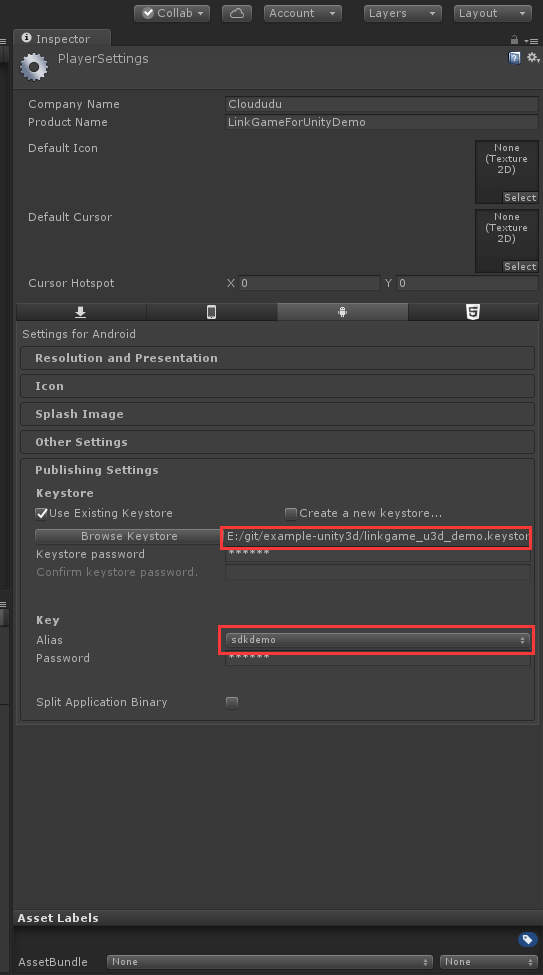 Collab Account Layers Layout
Inspector
PlayerSettings
Company Name Cloududu
Product Name LinkGameForUnityDemo
Default Icon
None
(Texture
2D)
Select
Default Cursor
None
(Texture
2D)
Select
Cursor Hotspot X 0 Y 0
Settings for Android
Resolution and Presentation
Icon
Splash Image
Other Settings
Publishing Settings
Keystore
Use Existing Keystore Create a new keystore...
Browse Keystore E:/git/example-unity3d/linkgame_u3d_demo.keystor
Keystore password ******
Confirm keystore password.
Key
Alias sdkdemo
Password ******
Split Application Binary
Asset Labels
AssetBundle None None